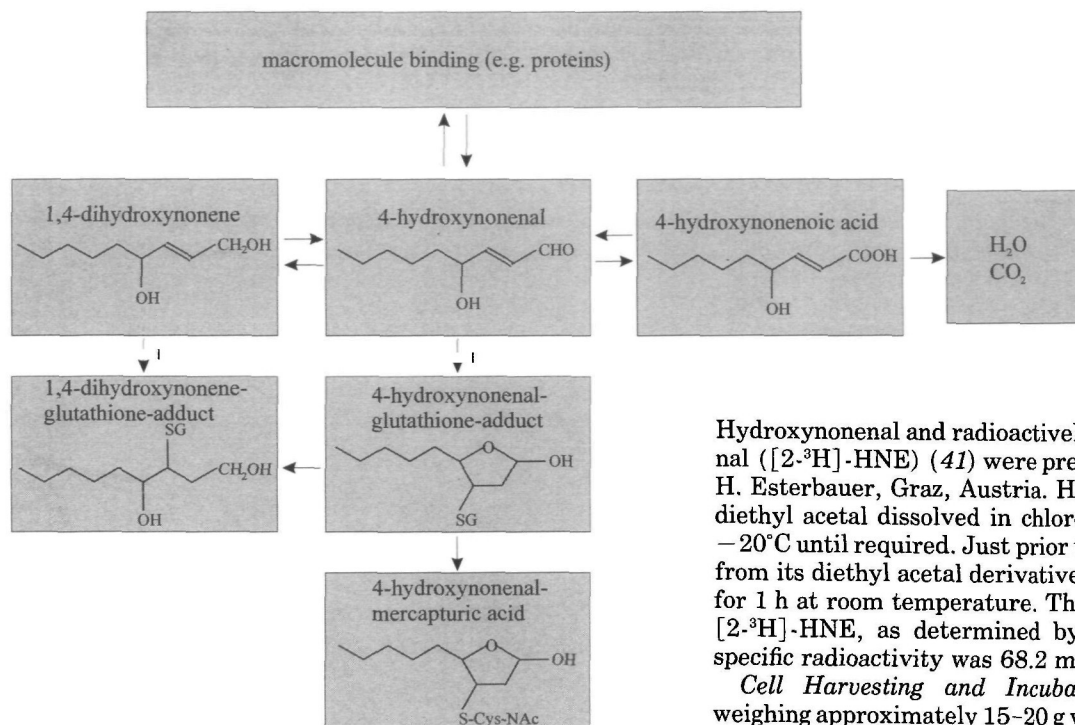 macromolecule binding (e.g. proteins)
1,4-dihydroxynonene
CH₂OH
OH
4-hydroxynonenal
CHO
OH
4-hydroxynonenoic acid
COOH
OH
H₂O
CO₂
1,4-dihydroxynonene-
glutathione-adduct
SG
CH₂OH
OH
4-hydroxynonenal-
glutathione-adduct
O
OH
SG
4-hydroxynonenal-
mercapturic acid
O
OH
S-Cys-NAc
Hydroxynonenal and radioactivel
nal ([2-³H]-HNE) (41) were pre
H. Esterbauer, Graz, Austria. H
diethyl acetal dissolved in chlor
−20°C until required. Just prior
from its diethyl acetal derivative
for 1 h at room temperature. Th
[2-³H]-HNE, as determined by
specific radioactivity was 68.2 m
Cell Harvesting and Incuba
weighing approximately 15–20 g